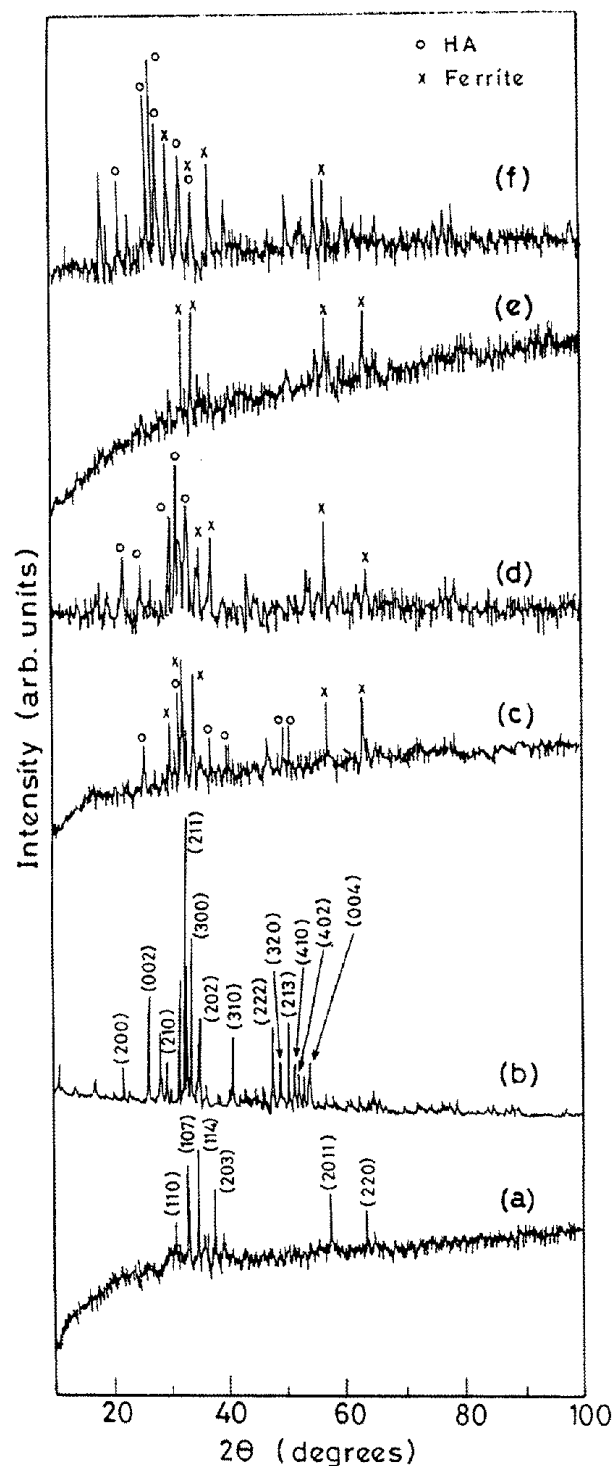 o HA
x Ferrite
(f)
(e)
(d)
(c)
(211)
(300)
(002)
(200)
(210)
(202)
(310)
(222)
(320)
(213)
(410)
(402)
(004)
(b)
(110)
(107)
(114)
(203)
(2011)
(220)
(a)
Intensity (arb. units)
20 40 60 80 100
2θ (degrees)